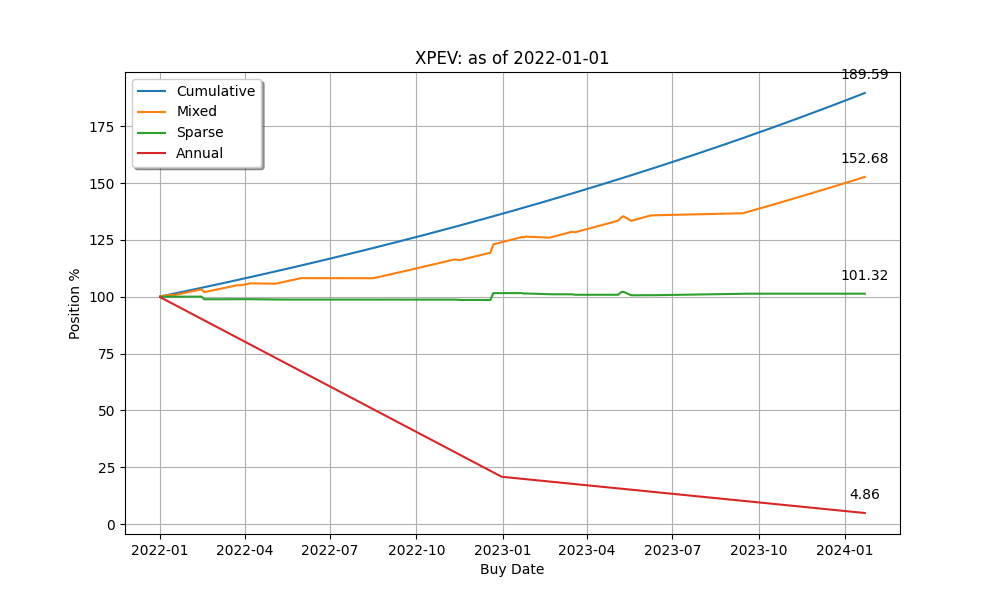 XPEV: as of 2022-01-01
189.59
Cumulative
Mixed
Sparse
Annual
152.68
101.32
4.86
175
150
125
100
75
50
25
0
Position %
2022-01 2022-04 2022-07 2022-10 2023-01 2023-04 2023-07 2023-10 2024-01
Buy Date